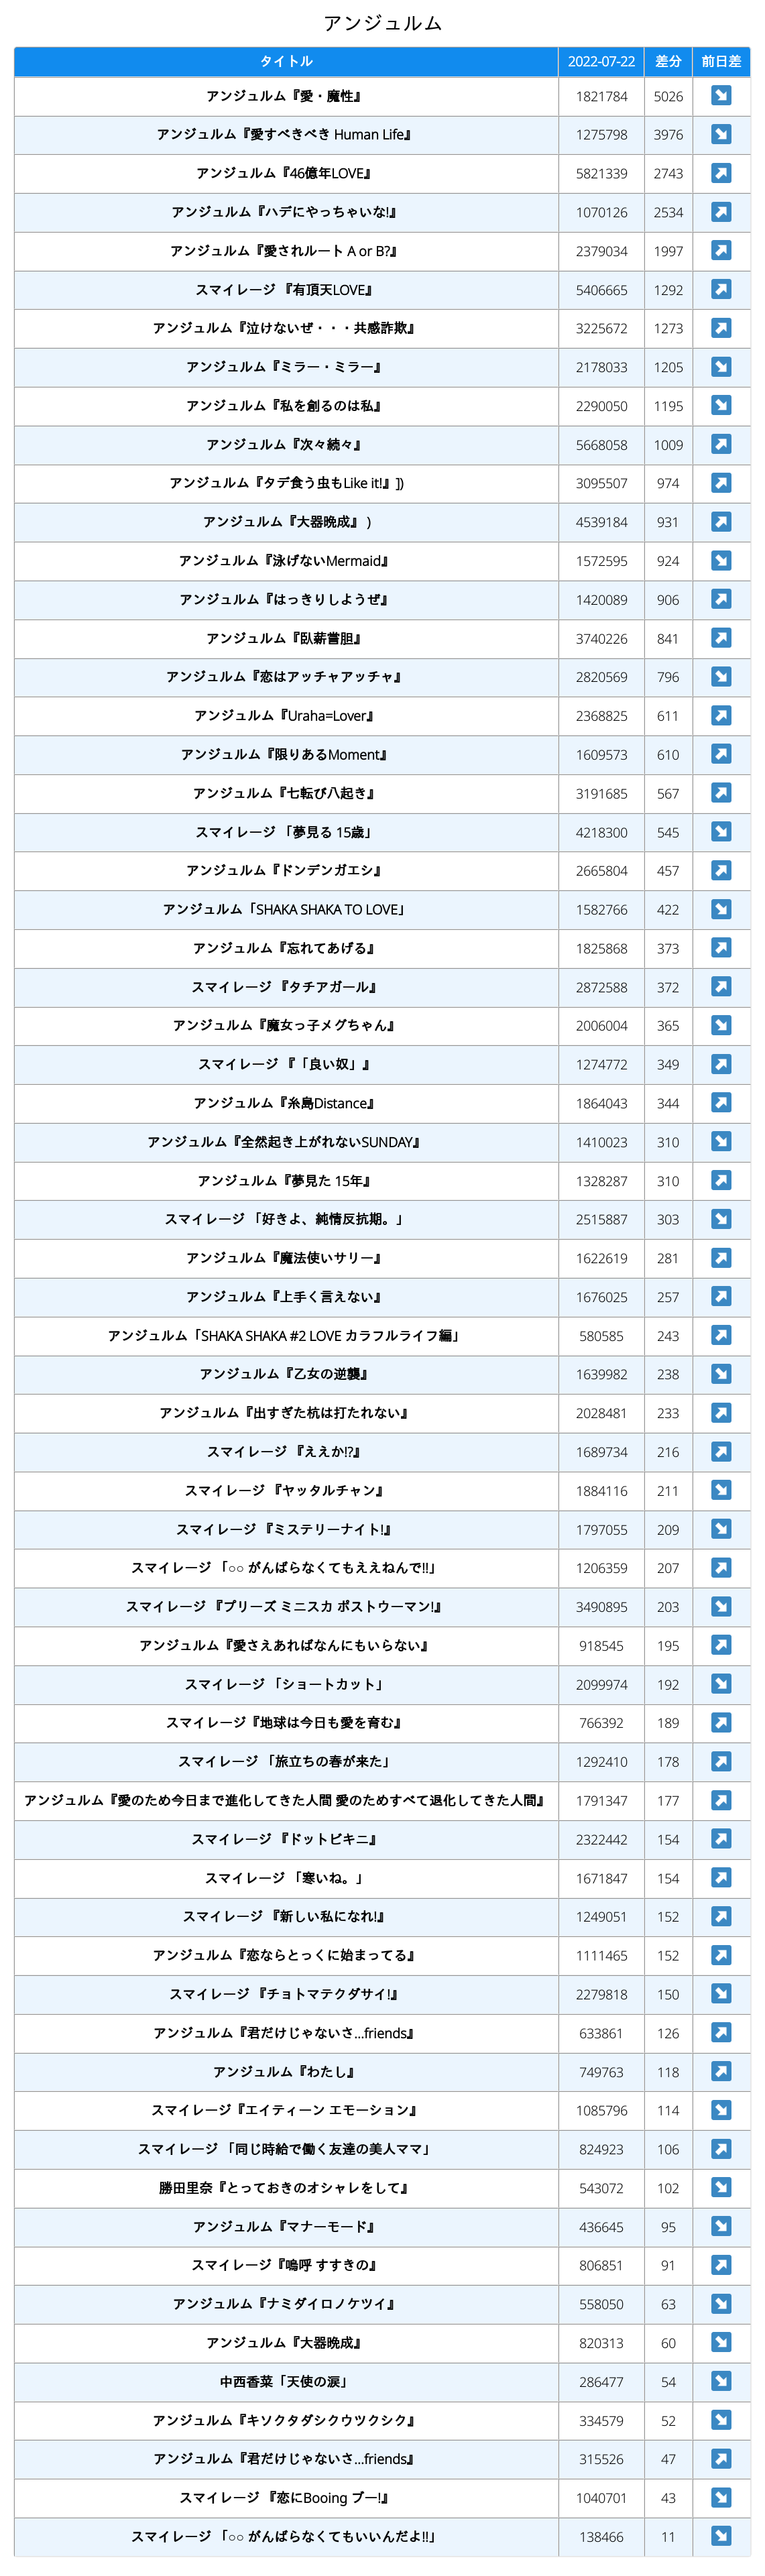 アンジュルム
タイトル 2022-07-22 差分 前日差
アンジュルム『愛・魔性』 1821784 5026 ↘
アンジュルム『愛すべきべき Human Life』 1275798 3976 ↘
アンジュルム『46億年LOVE』 5821339 2743 ↗
アンジュルム『ハデにやっちゃいな!』 1070126 2534 ↗
アンジュルム『愛されルート A or B?』 2379034 1997 ↗
スマイレージ 『有頂天LOVE』 5406665 1292 ↗
アンジュルム『泣けないぜ・・・共感詐欺』 3225672 1273 ↗
アンジュルム『ミラー・ミラー』 2178033 1205 ↘
アンジュルム『私を創るのは私』 2290050 1195 ↘
アンジュルム『次々続々』 5668058 1009 ↗
アンジュルム『タデ食う虫もLike it!』]) 3095507 974 ↗
アンジュルム『大器晩成』 ) 4539184 931 ↗
アンジュルム『泳げないMermaid』 1572595 924 ↘
アンジュルム『はっきりしようぜ』 1420089 906 ↗
アンジュルム『臥薪嘗胆』 3740226 841 ↗
アンジュルム『恋はアッチャアッチャ』 2820569 796 ↘
アンジュルム『Uraha=Lover』 2368825 611 ↗
アンジュルム『限りあるMoment』 1609573 610 ↗
アンジュルム『七転び八起き』 3191685 567 ↗
スマイレージ 「夢見る 15歳」 4218300 545 ↘
アンジュルム『ドンデンガエシ』 2665804 457 ↗
アンジュルム「SHAKA SHAKA TO LOVE」 1582766 422 ↘
アンジュルム『忘れてあげる』 1825868 373 ↗
スマイレージ 『タチアガール』 2872588 372 ↗
アンジュルム『魔女っ子メグちゃん』 2006004 365 ↘
スマイレージ 『「良い奴」』 1274772 349 ↗
アンジュルム『糸島Distance』 1864043 344 ↗
アンジュルム『全然起き上がれないSUNDAY』 1410023 310 ↘
アンジュルム『夢見た 15年』 1328287 310 ↗
スマイレージ 「好きよ、純情反抗期。」 2515887 303 ↘
アンジュルム『魔法使いサリー』 1622619 281 ↗
アンジュルム『上手く言えない』 1676025 257 ↗
アンジュルム「SHAKA SHAKA #2 LOVE カラフルライフ編」 580585 243 ↗
アンジュルム『乙女の逆襲』 1639982 238 ↘
アンジュルム『出すぎた杭は打たれない』 2028481 233 ↗
スマイレージ 『ええか!?』 1689734 216 ↗
スマイレージ 『ヤッタルチャン』 1884116 211 ↘
スマイレージ 『ミステリーナイト!』 1797055 209 ↘
スマイレージ 「○○ がんばらなくてもええねんで!!」 1206359 207 ↗
スマイレージ 『プリーズ ミニスカ ポストウーマン!』 3490895 203 ↘
アンジュルム『愛さえあればなんにもいらない』 918545 195 ↗
スマイレージ 「ショートカット」 2099974 192 ↘
スマイレージ『地球は今日も愛を育む』 766392 189 ↗
スマイレージ 「旅立ちの春が来た」 1292410 178 ↗
アンジュルム『愛のため今日まで進化してきた人間 愛のためすべて退化してきた人間』 1791347 177 ↗
スマイレージ 『ドットビキニ』 2322442 154 ↗
スマイレージ 「寒いね。」 1671847 154 ↗
スマイレージ 『新しい私になれ!』 1249051 152 ↗
アンジュルム『恋ならとっくに始まってる』 1111465 152 ↗
スマイレージ 『チョトマテクダサイ!』 2279818 150 ↘
アンジュルム『君だけじゃないさ...friends』 633861 126 ↗
アンジュルム『わたし』 749763 118 ↗
スマイレージ『エイティーン エモーション』 1085796 114 ↘
スマイレージ 「同じ時給で働く友達の美人ママ」 824923 106 ↗
勝田里奈『とっておきのオシャレをして』 543072 102 ↘
アンジュルム『マナーモード』 436645 95 ↘
スマイレージ『嗚呼 すすきの』 806851 91 ↗
アンジュルム『ナミダイロノケツイ』 558050 63 ↘
アンジュルム『大器晩成』 820313 60 ↘
中西香菜「天使の涙」 286477 54 ↘
アンジュルム『キソクタダシクウツクシク』 334579 52 ↘
アンジュルム『君だけじゃないさ...friends』 315526 47 ↗
スマイレージ 『恋にBooing ブー!』 1040701 43 ↘
スマイレージ 「○○ がんばらなくてもいいんだよ!!」 138466 11 ↘